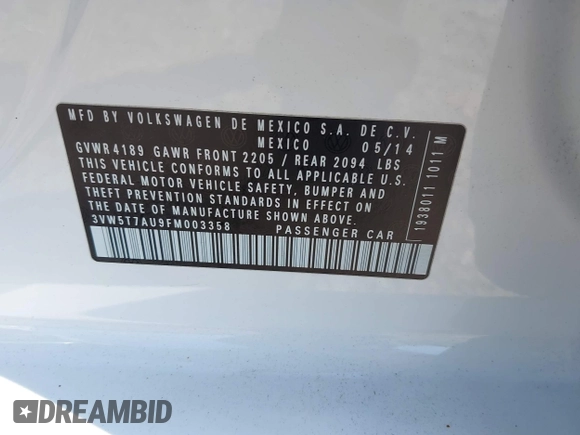 MFD BY VOLKSWAGEN DE MEXICO S.A. DE C.V.
MEXICO 05/14
GVWR 4189 GAWR FRONT 2205 / REAR 2094 LBS
THIS VEHICLE CONFORMS TO ALL APPLICABLE U.S.
FEDERAL MOTOR VEHICLE SAFETY, BUMPER AND
THEFT PREVENTION STANDARDS IN EFFECT ON
THE DATE OF MANUFACTURE SHOWN ABOVE.
3VW5T7AU9FM003358 PASSENGER CAR
1938011 1011 M
DREAMBID